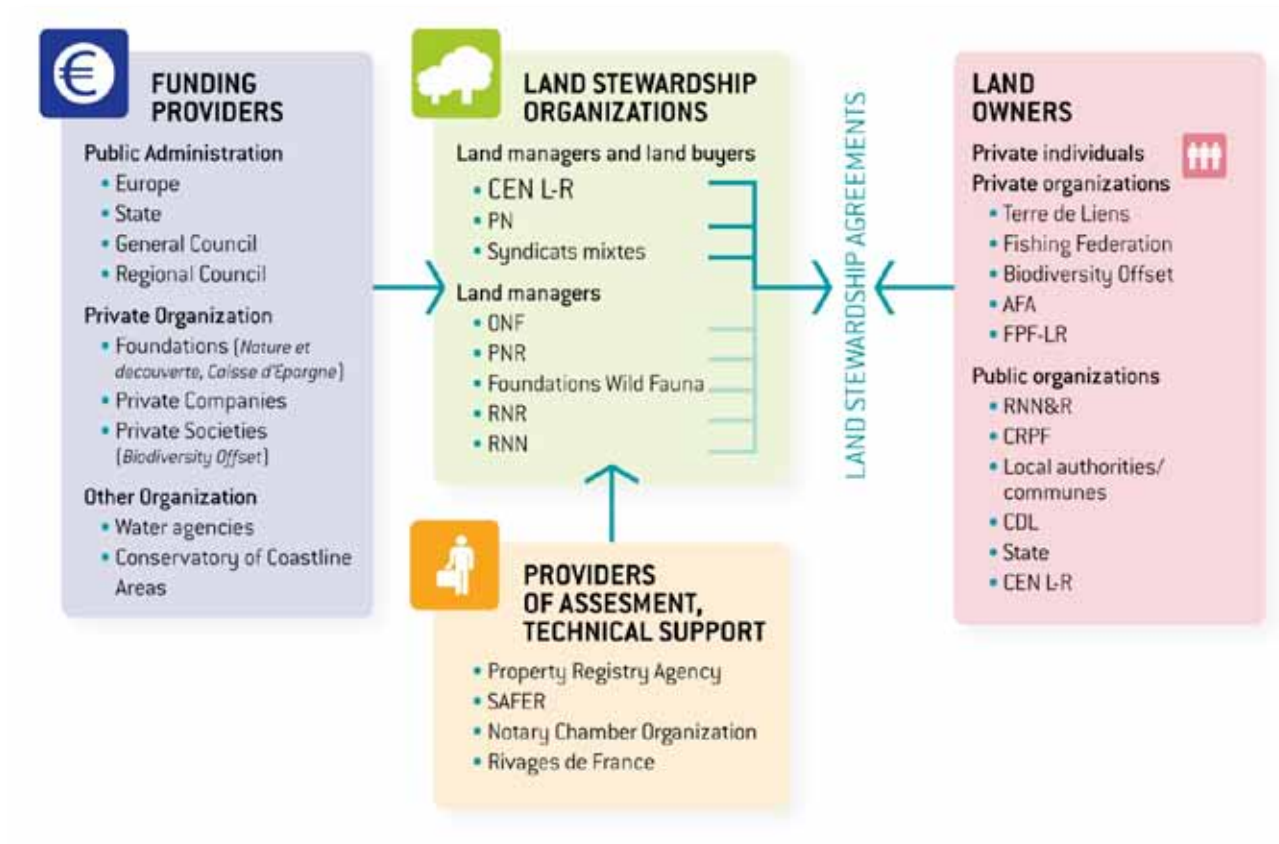 €
FUNDING
PROVIDERS
Public Administration
• Europe
• State
• General Council
• Regional Council
Private Organization
• Foundations (Nature et
decouverte, Caisse d'Epargne)
• Private Companies
• Private Societies
(Biodiversity Offset)
Other Organization
• Water agencies
• Conservatory of Coastline
Areas
LAND STEWARDSHIP
ORGANIZATIONS
Land managers and land buyers
• CEN L-R
• PN
• Syndicats mixtes
Land managers
• ONF
• PNR
• Foundations Wild Fauna
• RNR
• RNN
PROVIDERS
OF ASSESMENT,
TECHNICAL SUPPORT
• Property Registry Agency
• SAFER
• Notary Chamber Organization
• Rivages de France
LAND STEWARDSHIP AGREEMENTS
LAND
OWNERS
Private individuals
Private organizations
• Terre de Liens
• Fishing Federation
• Biodiversity Offset
• AFA
• FPF-LR
Public organizations
• RNN&R
• CRPF
• Local authorities/
communes
• CDL
• State
• CEN L-R